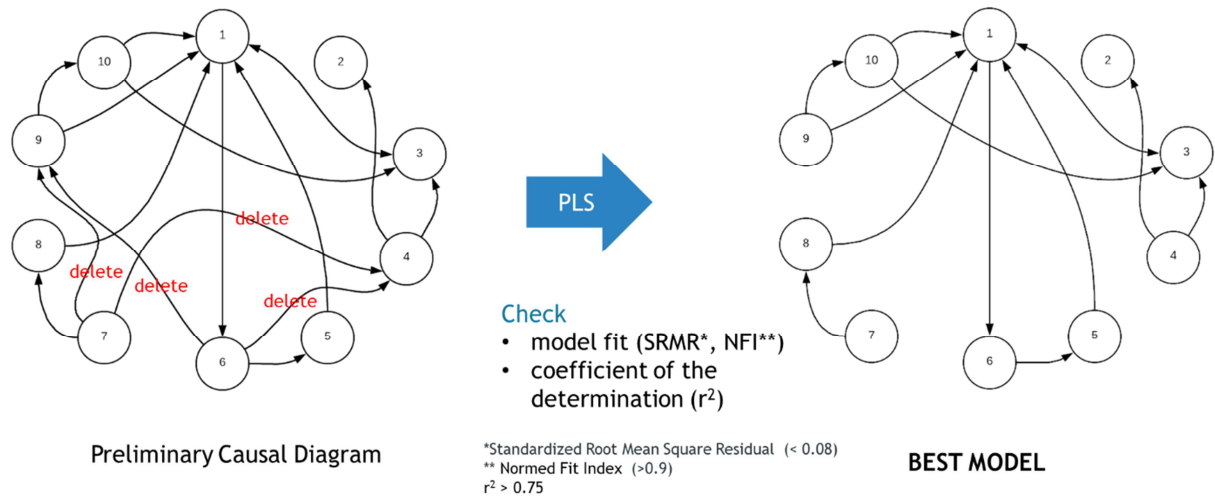 1
10
2
9
3
delete
8
4
delete
delete
delete
7
5
6
Preliminary Causal Diagram
PLS
Check
• model fit (SRMR*, NFI**)
• coefficient of the
determination (r²)
*Standardized Root Mean Square Residual (< 0.08)
** Normed Fit Index (>0.9)
r² > 0.75
1
10
2
9
3
8
4
7
5
6
BEST MODEL